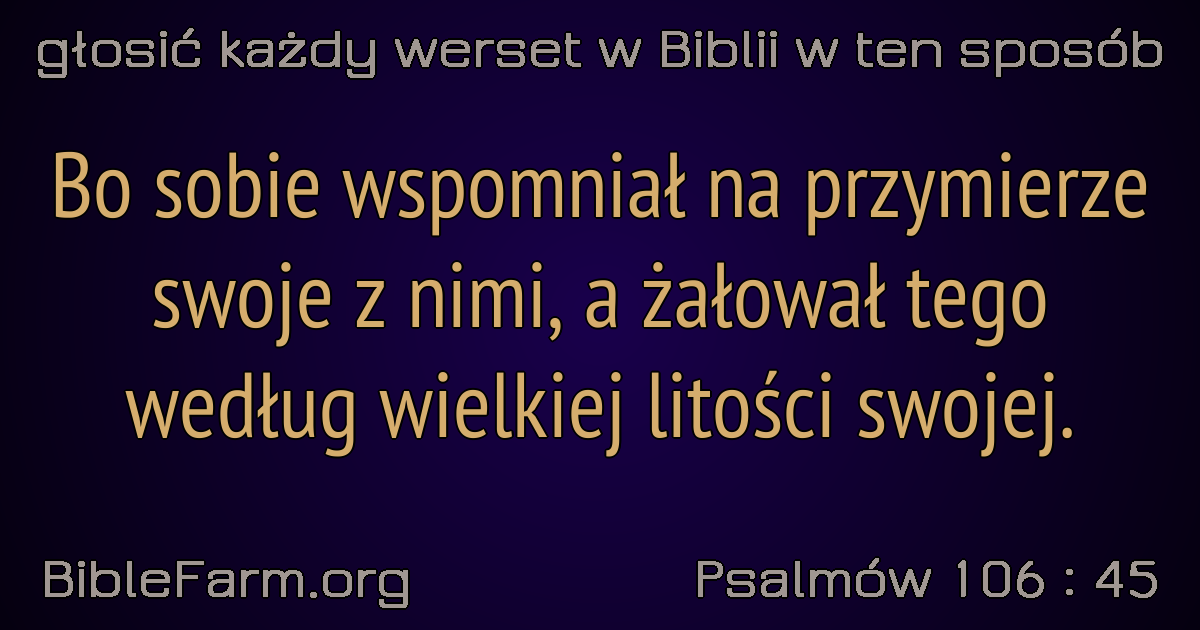 głosić każdy werset w Biblii w ten sposób
Bo sobie wspomniał na przymierze
swoje z nimi, a żałował tego
według wielkiej litości swojej.
BibleFarm.org
Psalmów 106 : 45